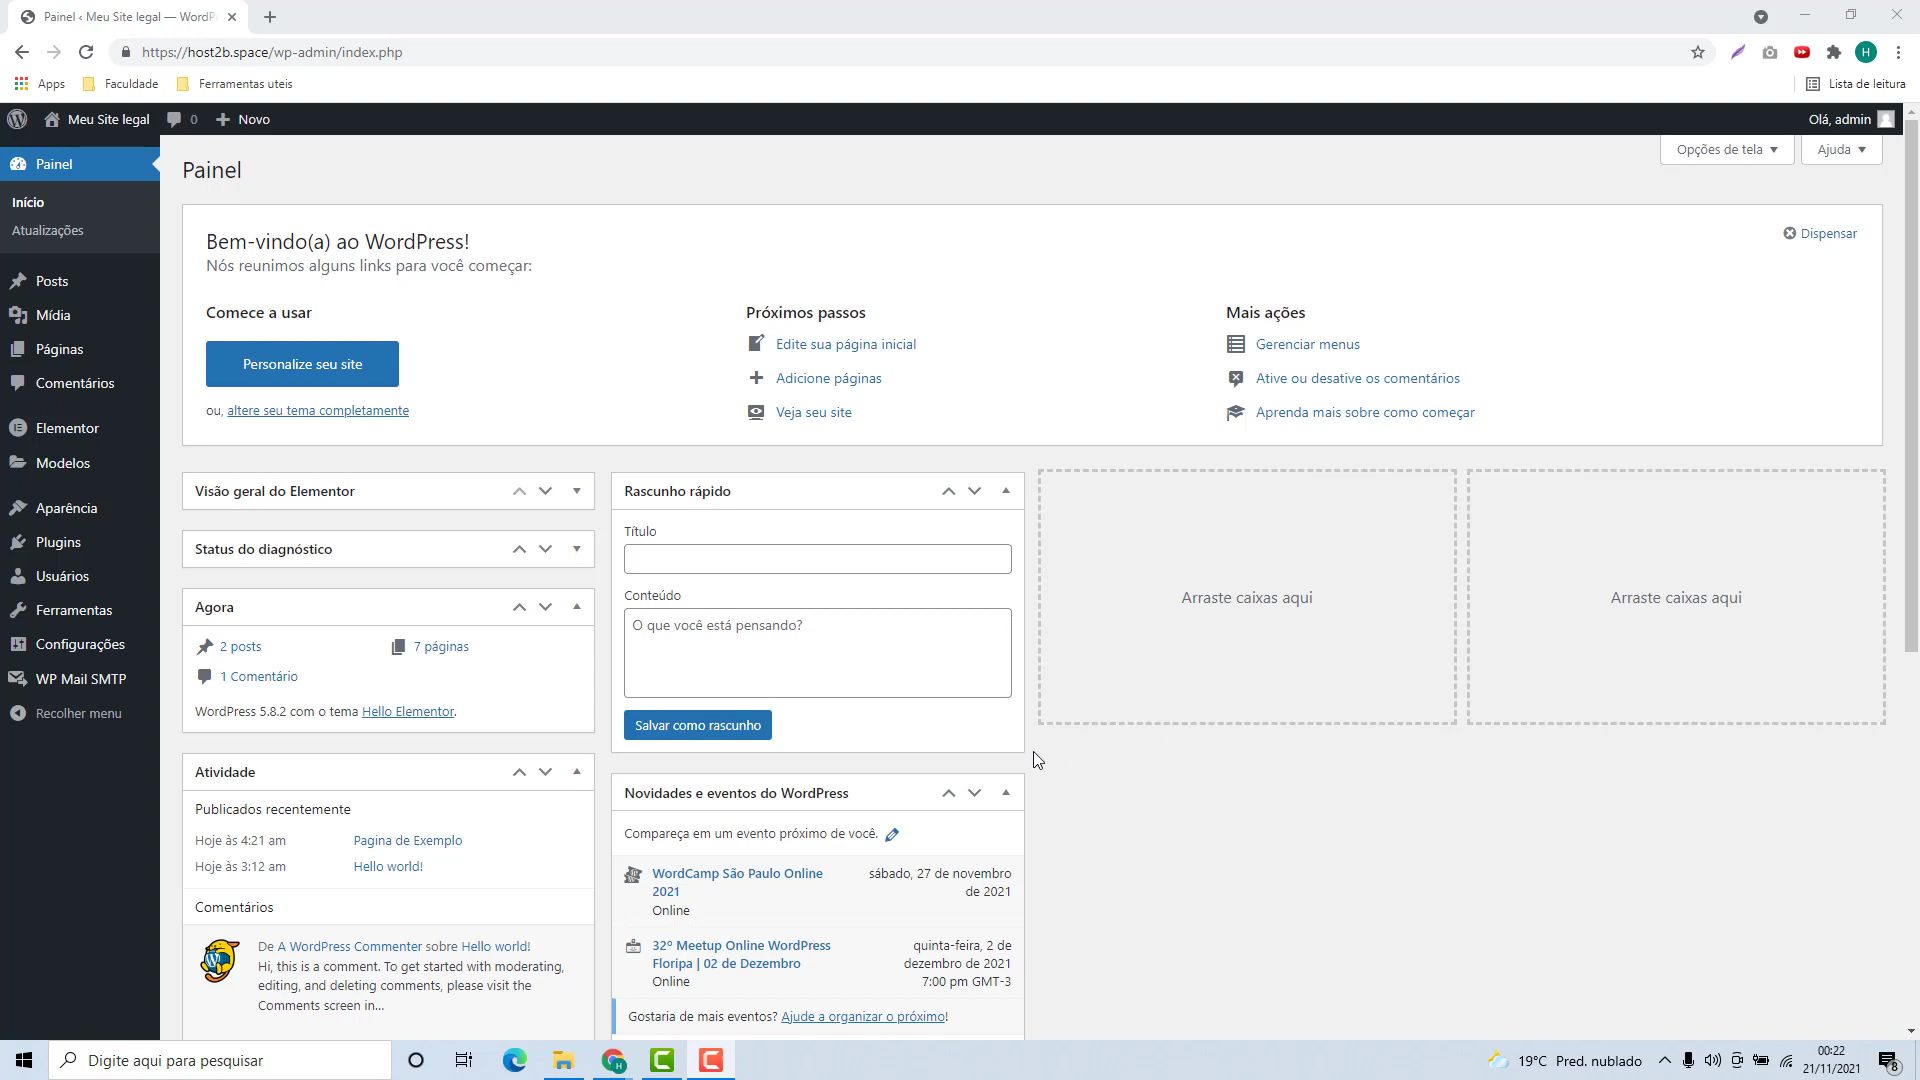 Painel ‹ Meu Site legal — WordP
https://host2b.space/wp-admin/index.php
H
Apps
Faculdade
Ferramentas uteis
Lista de leitura
Meu Site legal
0
Novo
Olá, admin
Painel
Início
Atualizações
Posts
Mídia
Páginas
Comentários
Elementor
Modelos
Aparência
Plugins
Usuários
Ferramentas
Configurações
WP Mail SMTP
Recolher menu
Painel
Opções de tela
Ajuda
Bem-vindo(a) ao WordPress!
Nós reunimos alguns links para você começar:
Dispensar
Comece a usar
Personalize seu site
ou, altere seu tema completamente
Próximos passos
Edite sua página inicial
Adicione páginas
Veja seu site
Mais ações
Gerenciar menus
Ative ou desative os comentários
Aprenda mais sobre como começar
Visão geral do Elementor
Status do diagnóstico
Agora
2 posts
7 páginas
1 Comentário
WordPress 5.8.2 com o tema Hello Elementor.
Atividade
Publicados recentemente
Hoje às 4:21 am Pagina de Exemplo
Hoje às 3:12 am Hello world!
Comentários
De A WordPress Commenter sobre Hello world!
Hi, this is a comment. To get started with moderating,
editing, and deleting comments, please visit the
Comments screen in…
Rascunho rápido
Título
Conteúdo
O que você está pensando?
Salvar como rascunho
Novidades e eventos do WordPress
Compareça em um evento próximo de você.
WordCamp São Paulo Online sábado, 27 de novembro
2021 de 2021
Online
32º Meetup Online WordPress quinta-feira, 2 de
Floripa | 02 de Dezembro dezembro de 2021
Online 7:00 pm GMT-3
Gostaria de mais eventos? Ajude a organizar o próximo!
Arraste caixas aqui
Arraste caixas aqui
Digite aqui para pesquisar
19°C Pred. nublado
00:22
21/11/2021
8